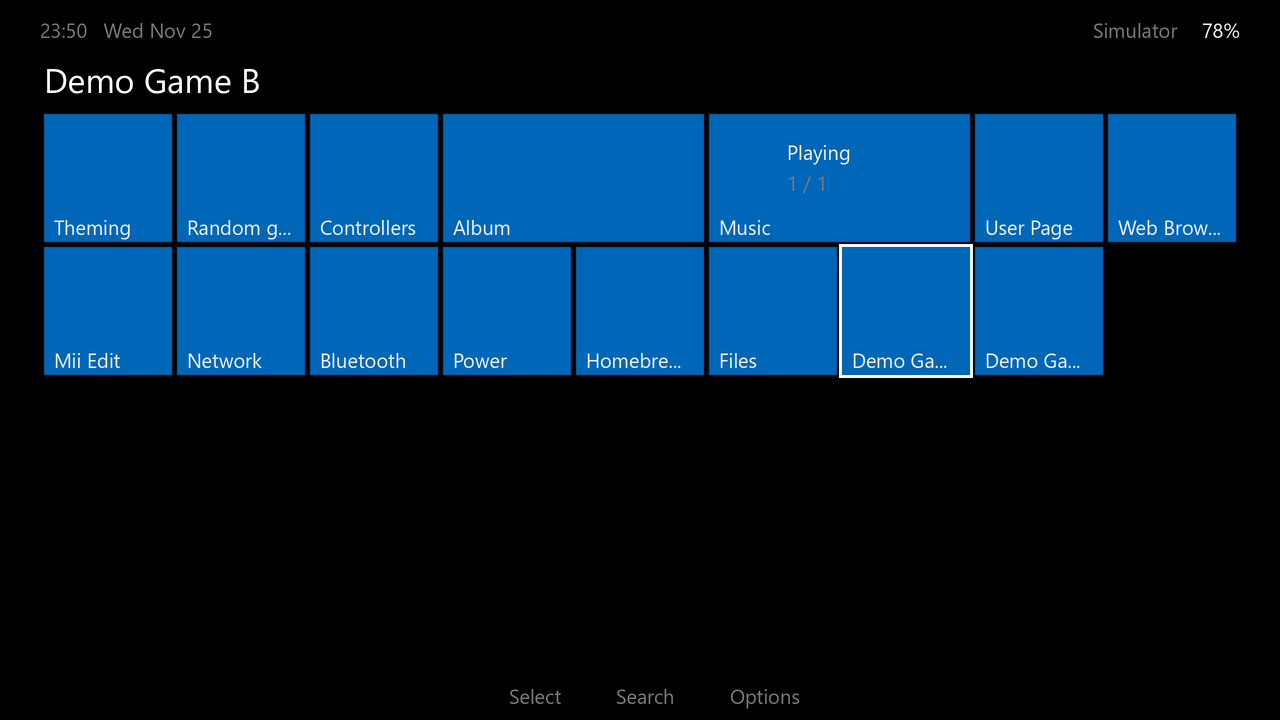 23:50 Wed Nov 25 Simulator 78%
Demo Game B
Playing
1 / 1
Theming Random g... Controllers Album Music User Page Web Brow...
Mii Edit Network Bluetooth Power Homebre... Files Demo Ga... Demo Ga...
Select Search Options